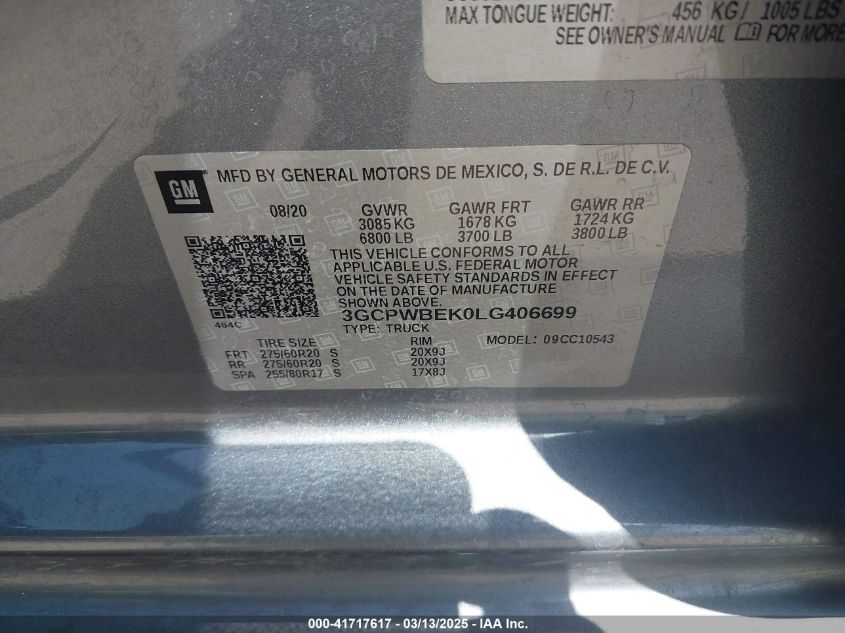 MAX TONGUE WEIGHT: 456 KG/ 1005 LBS
SEE OWNER'S MANUAL FOR MORE
GM MFD BY GENERAL MOTORS DE MEXICO, S. DE R.L. DE C.V.
08/20 GVWR GAWR FRT GAWR RR
3085 KG 1678 KG 1724 KG
6800 LB 3700 LB 3800 LB
THIS VEHICLE CONFORMS TO ALL
APPLICABLE U.S. FEDERAL MOTOR
VEHICLE SAFETY STANDARDS IN EFFECT
ON THE DATE OF MANUFACTURE
SHOWN ABOVE.
484C 3GCPWBEK0LG406699
TYPE: TRUCK
TIRE SIZE RIM MODEL: 09CC10543
FRT 275/60R20 S 20X9J
RR 275/60R20 S 20X9J
SPA 255/80R17 S 17X8J
000-41717617 | 03/13/2025 | IAA Inc.